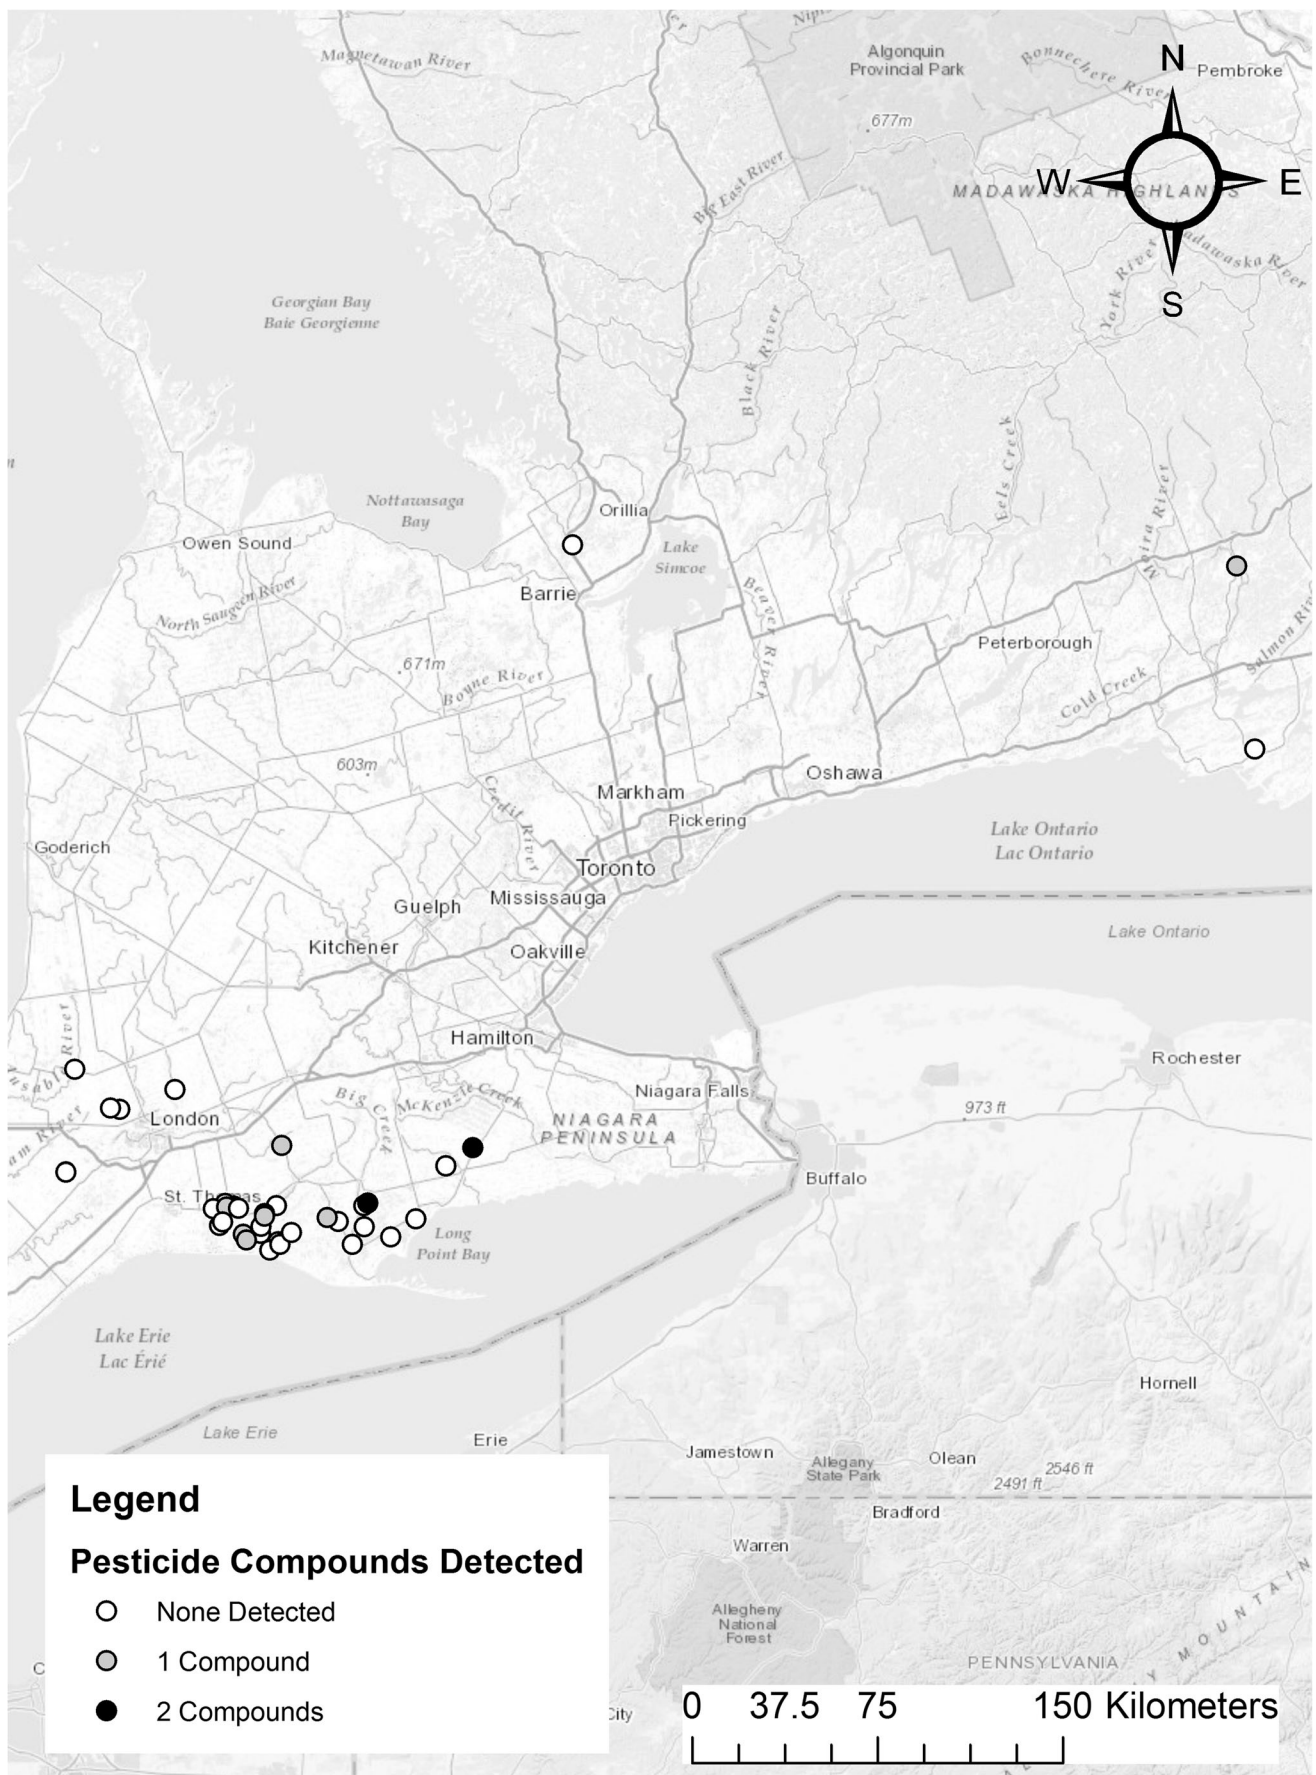 Magnetawan River
Algonquin
Provincial Park
677m
Bonnechere River
Pembroke
N
W
E
S
MADAWASKA HIGHLANDS
Big East River
York River
Georgian Bay
Baie Georgienne
Black River
Eels Creek
Moira River
Nottawasaga
Bay
Orillia
Owen Sound
Lake
Simcoe
Barrie
North Saugeen River
Beaver River
Peterborough
671m
Boyne River
Cold Creek
603m
Oshawa
Markham
Credit River
Pickering
Lake Ontario
Lac Ontario
Goderich
Toronto
Mississauga
Guelph
Kitchener
Oakville
Lake Ontario
Hamilton
Rochester
Niagara Falls
Big Creek
McKenzie Creek
973 ft
London
NIAGARA
PENINSULA
Buffalo
St. Thomas
Long
Point Bay
Lake Erie
Lac Érié
Hornell
Lake Erie
Erie
Jamestown
Allegany
State Park
Olean
2546 ft
2491 ft
Bradford
Warren
Allegheny
National
Forest
PENNSYLVANIA
MOUNTAIN
City
Legend
Pesticide Compounds Detected
None Detected
1 Compound
2 Compounds
0 37.5 75 150 Kilometers